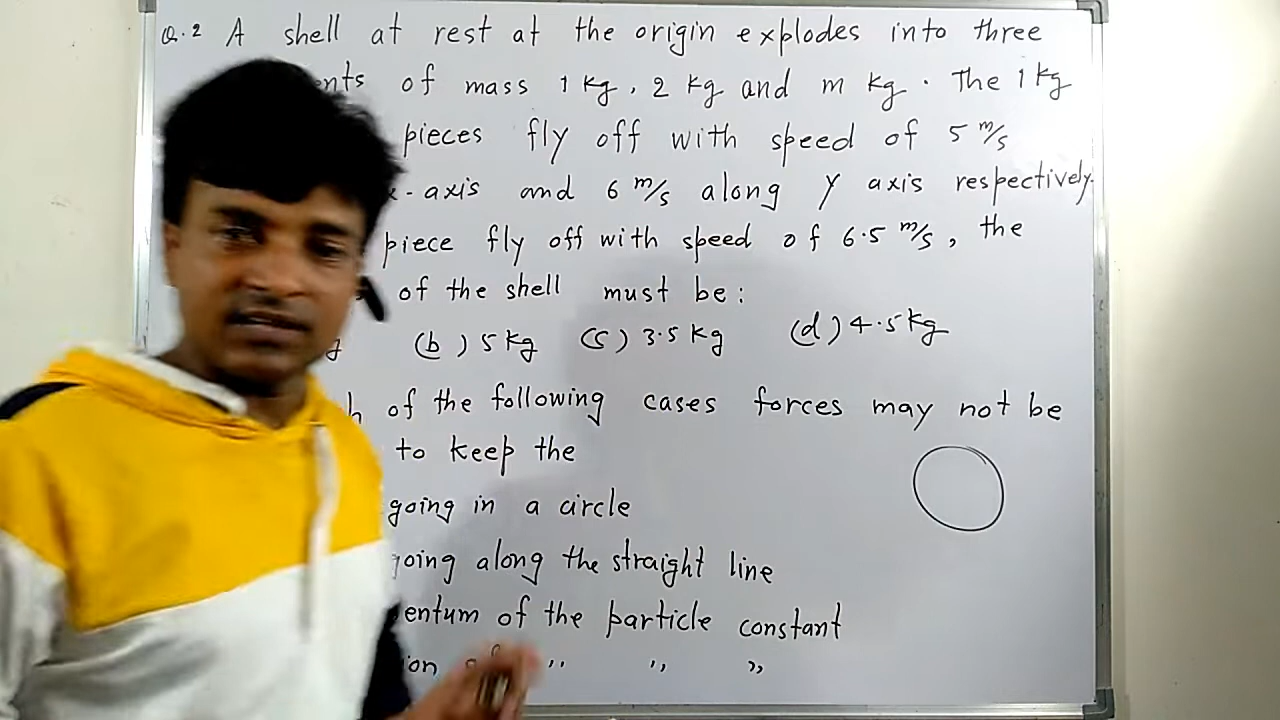 Q.2 A shell at rest at the origin explodes into three
ents of mass 1 kg, 2 kg and m kg. The 1 kg
pieces fly off with speed of 5 m/s
x-axis and 6 m/s along Y axis respectively.
piece fly off with speed of 6.5 m/s, the
of the shell must be:
(b) 5 kg (c) 3.5 kg (d) 4.5 kg
h of the following cases forces may not be
to keep the
going in a circle
going along the straight line
entum of the particle constant
ion of " " "